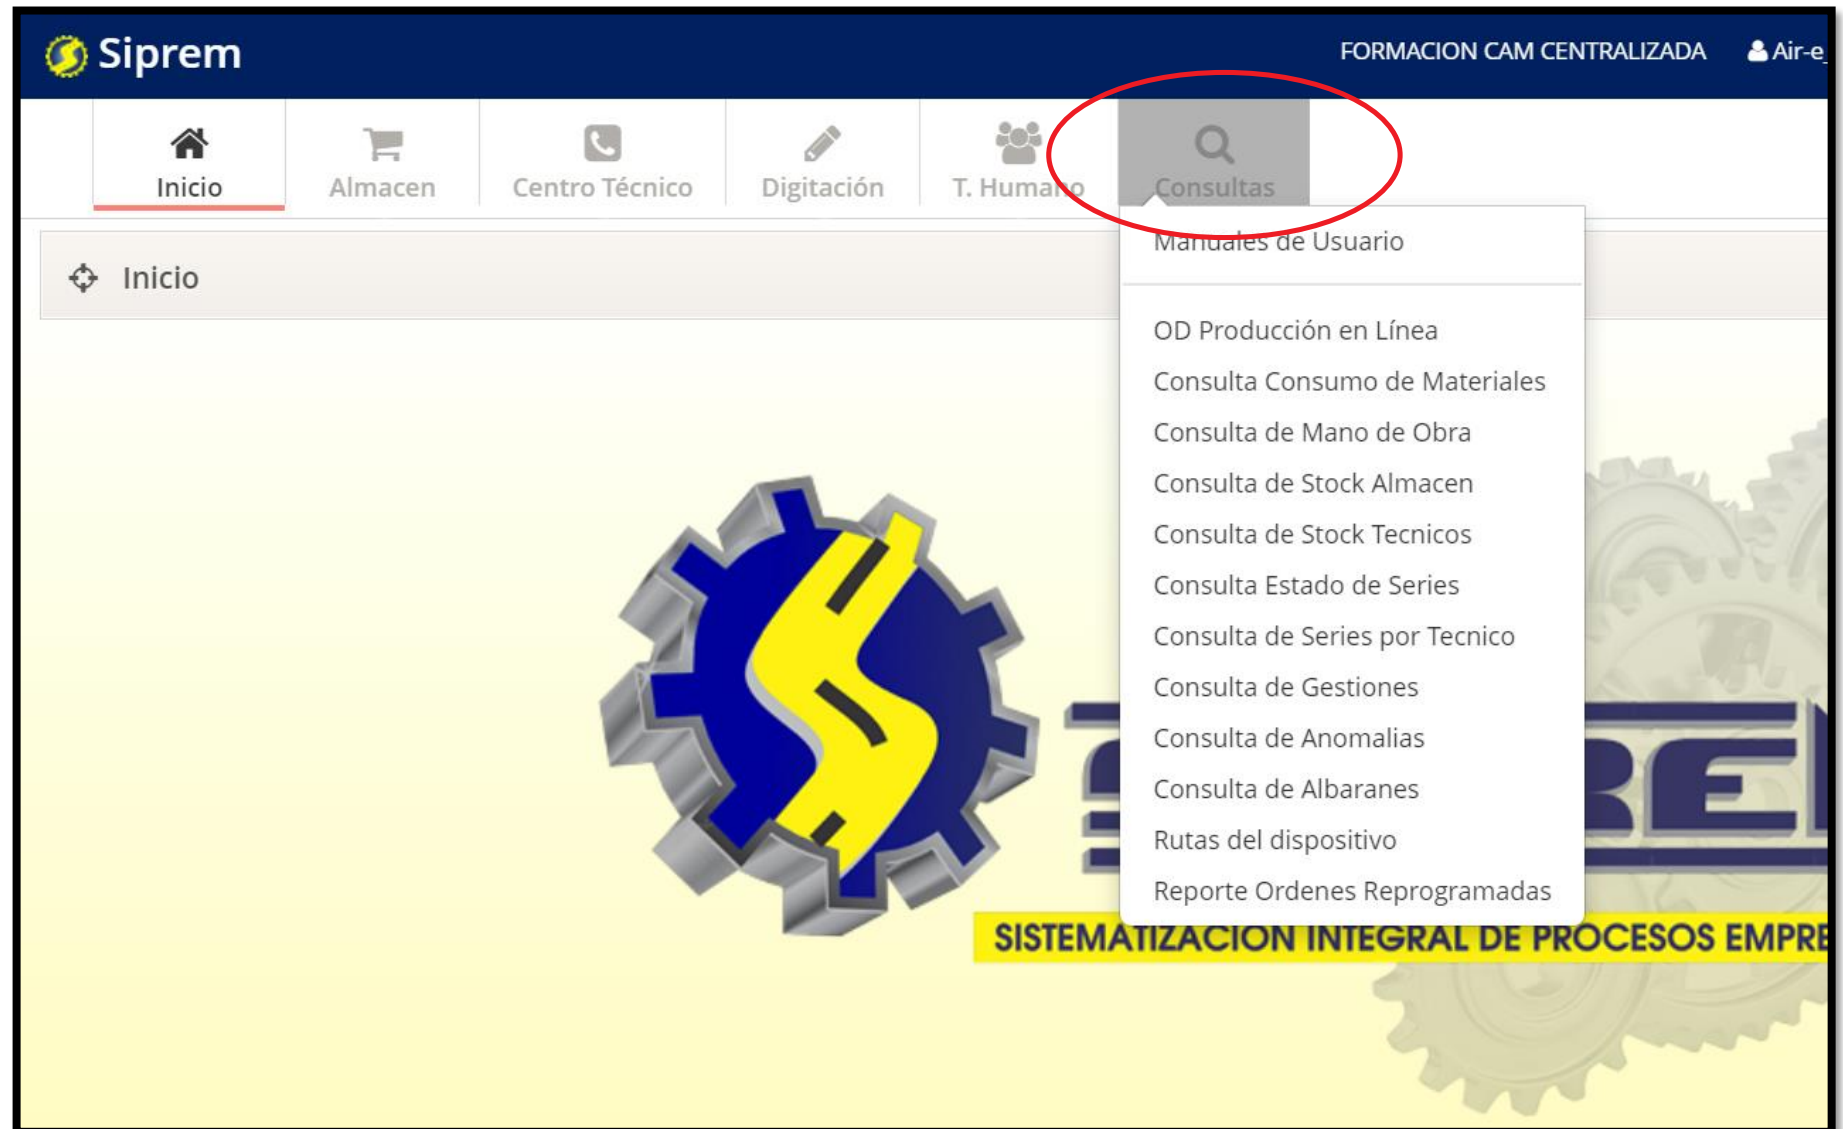 Siprem
FORMACION CAM CENTRALIZADA
Air-e_
Inicio
Almacen
Centro Técnico
Digitación
T. Humano
Consultas
Inicio
Manuales de Usuario
OD Producción en Línea
Consulta Consumo de Materiales
Consulta de Mano de Obra
Consulta de Stock Almacen
Consulta de Stock Tecnicos
Consulta Estado de Series
Consulta de Series por Tecnico
Consulta de Gestiones
Consulta de Anomalias
Consulta de Albaranes
Rutas del dispositivo
Reporte Ordenes Reprogramadas
SISTEMATIZACION INTEGRAL DE PROCESOS EMPRE